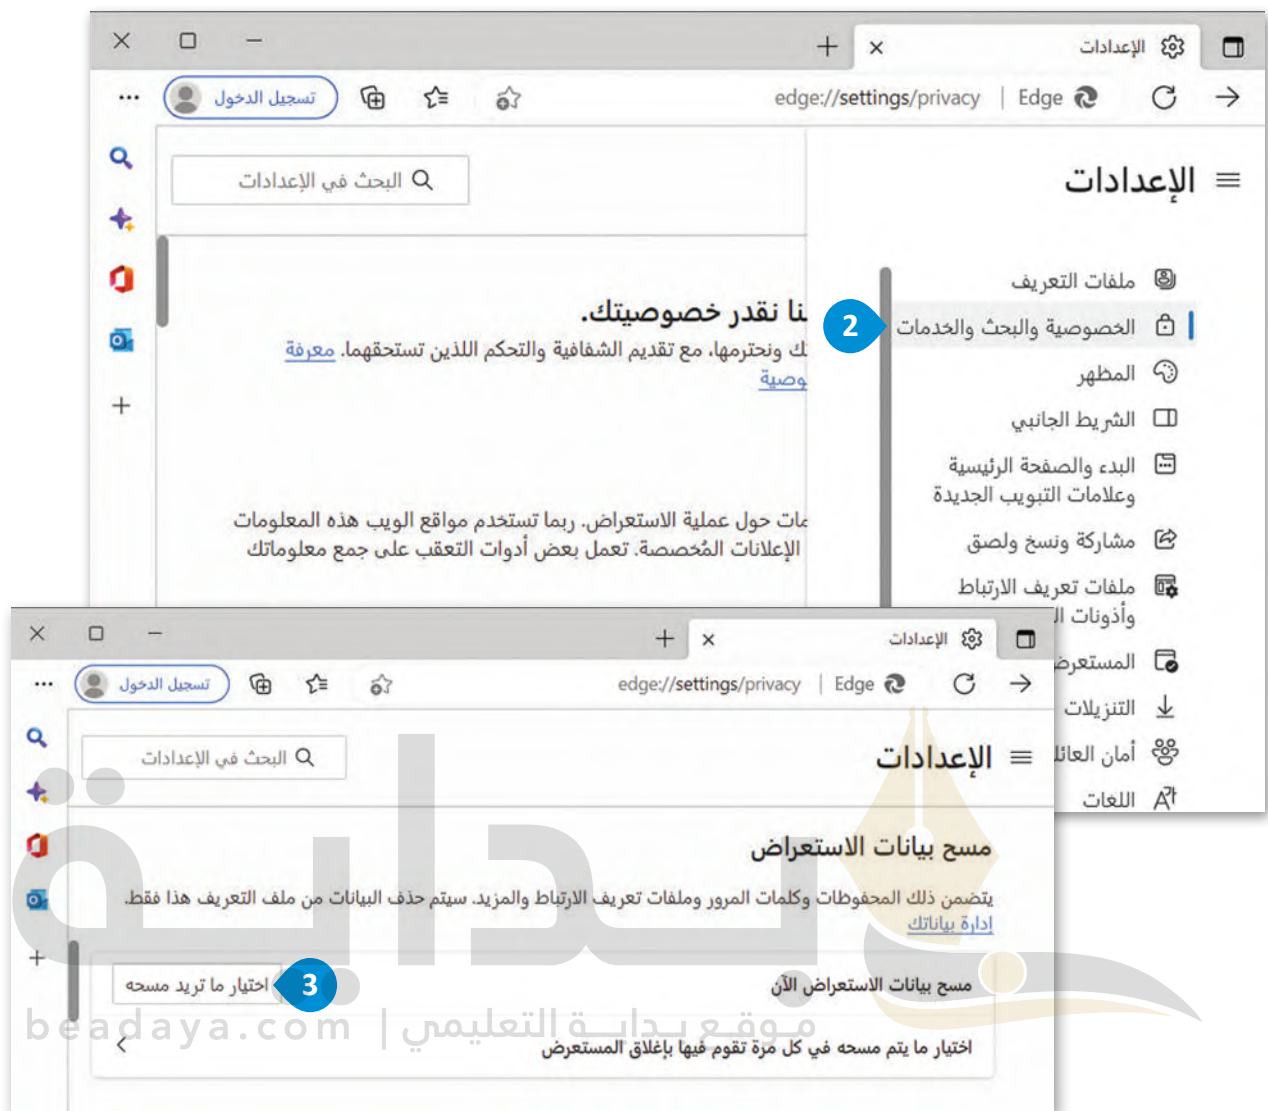 الإعدادات
edge://settings/privacy | Edge
تسجيل الدخول
الإعدادات
البحث في الإعدادات
ملفات التعريف
الخصوصية والبحث والخدمات
2
المظهر
الشريط الجانبي
البدء والصفحة الرئيسية
وعلامات التبويب الجديدة
مشاركة ونسخ ولصق
ملفات تعريف الارتباط
وأذونات
التنزيلات
اللغات
نقدر خصوصيتك.
ونحترمها، مع تقديم الشفافية والتحكم اللذين تستحقهما. معرفة
حول عملية الاستعراض. ربما تستخدم مواقع الويب هذه المعلومات
الإعلانات المُخصصة. تعمل بعض أدوات التعقب على جمع معلوماتك
الإعدادات
edge://settings/privacy | Edge
تسجيل الدخول
الإعدادات
البحث في الإعدادات
مسح بيانات الاستعراض
يتضمن ذلك المحفوظات وكلمات المرور وملفات تعريف الارتباط والمزيد. سيتم حذف البيانات من ملف التعريف هذا فقط.
إدارة بياناتك
مسح بيانات الاستعراض الآن
3
اختيار ما تريد مسحه
اختيار ما يتم مسحه في كل مرة تقوم فيها بإغلاق المستعرض
بداية
موقع بداية التعليمي | beadaya.com